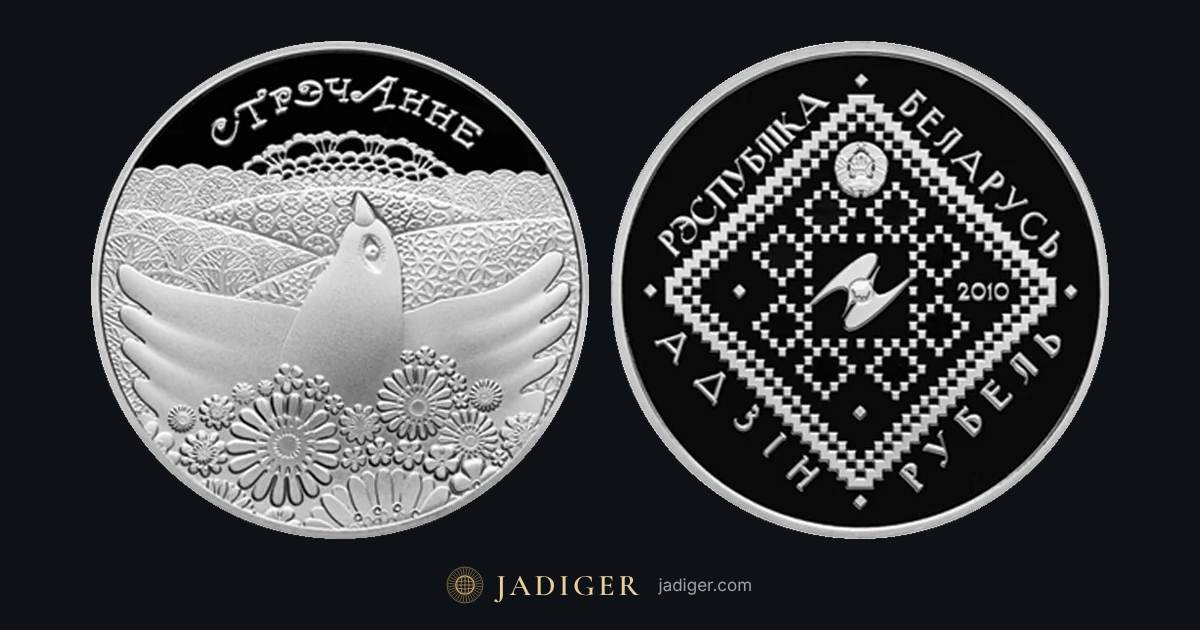 СТРЭЧАННЕ
РЭСПУБЛІКА БЕЛАРУСЬ
2010
АДЗІН РУБЕЛЬ
JADIGER jadiger.com